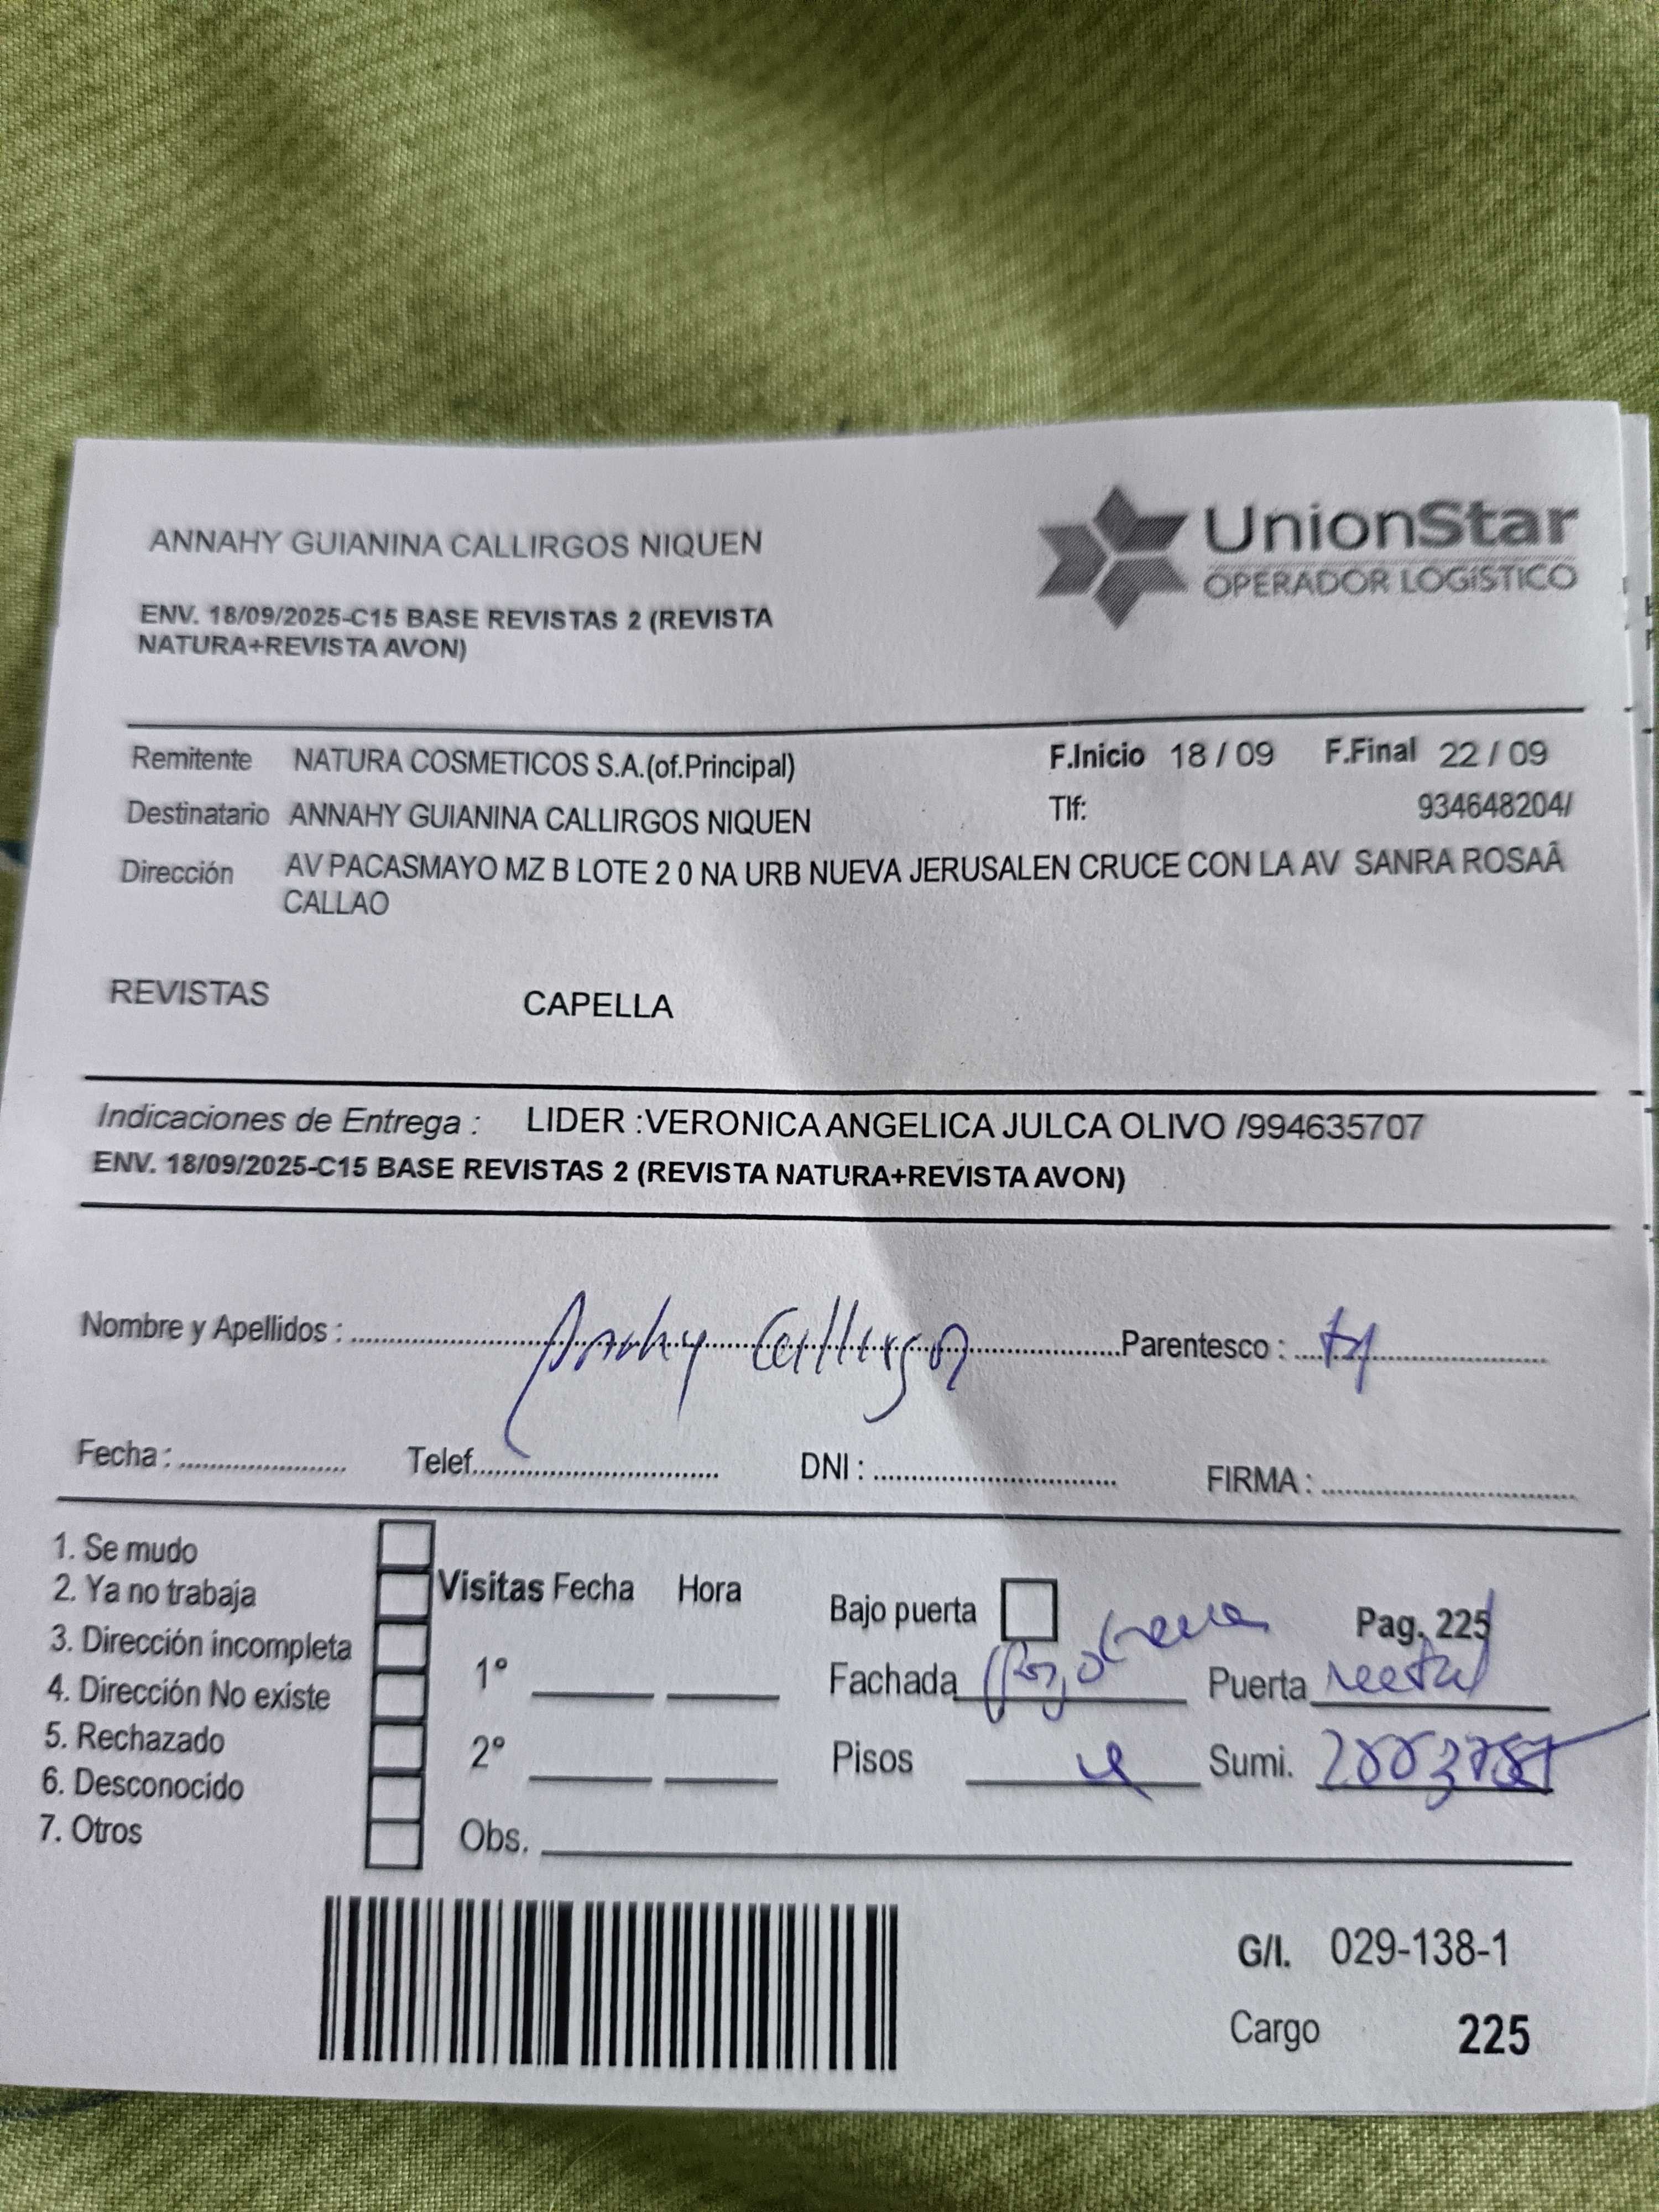 ANNAHY GUIANINA CALLIRGOS NIQUEN
UnionStar
OPERADOR LOGÍSTICO
ENV. 18/09/2025-C15 BASE REVISTAS 2 (REVISTA
NATURA+REVISTA AVON)
Remitente NATURA COSMETICOS S.A.(of.Principal) F.Inicio 18 / 09 F.Final 22 / 09
Destinatario ANNAHY GUIANINA CALLIRGOS NIQUEN Tlf: 934648204/
Dirección AV PACASMAYO MZ B LOTE 2 0 NA URB NUEVA JERUSALEN CRUCE CON LA AV SANRA ROSAÂ
CALLAO
REVISTAS CAPELLA
Indicaciones de Entrega : LIDER :VERONICA ANGELICA JULCA OLIVO /994635707
ENV. 18/09/2025-C15 BASE REVISTAS 2 (REVISTA NATURA+REVISTA AVON)
Nombre y Apellidos : Annhy Callirgos Parentesco :
Fecha : Telef. DNI : FIRMA :
1. Se mudo
2. Ya no trabaja
3. Dirección incompleta
4. Dirección No existe
5. Rechazado
6. Desconocido
7. Otros
Visitas Fecha Hora
1°
2°
Obs.
Bajo puerta Pag. 225
Fachada Puerta metal
Pisos 4 Sumi.
G/I. 029-138-1
Cargo 225